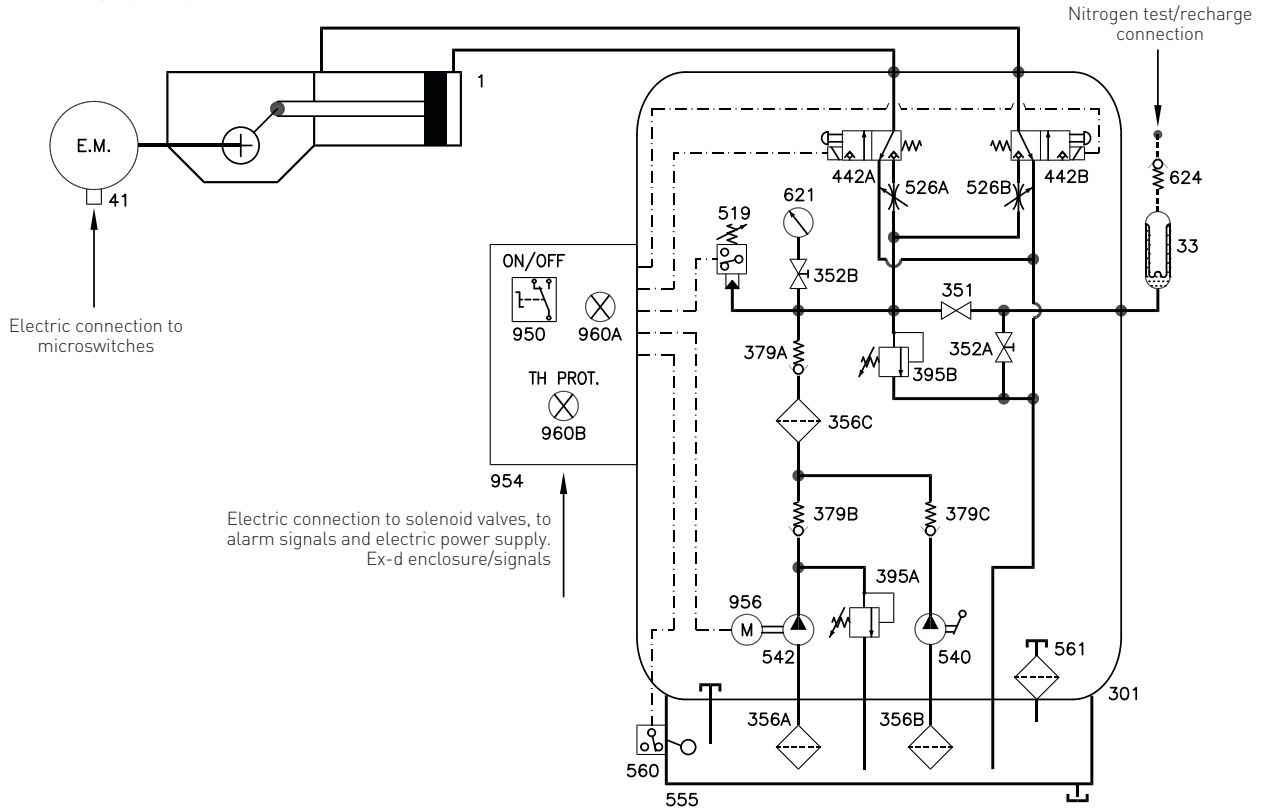 Nitrogen test/recharge
connection
1
E.M.
41
Electric connection to
microswitches
442A
526A
526B
442B
624
33
621
519
352B
351
352A
ON/OFF
950
960A
TH PROT.
960B
954
379A
395B
356C
Electric connection to solenoid valves, to
alarm signals and electric power supply.
Ex-d enclosure/signals
379B
379C
395A
956
M
542
540
561
301
356A
356B
560
555